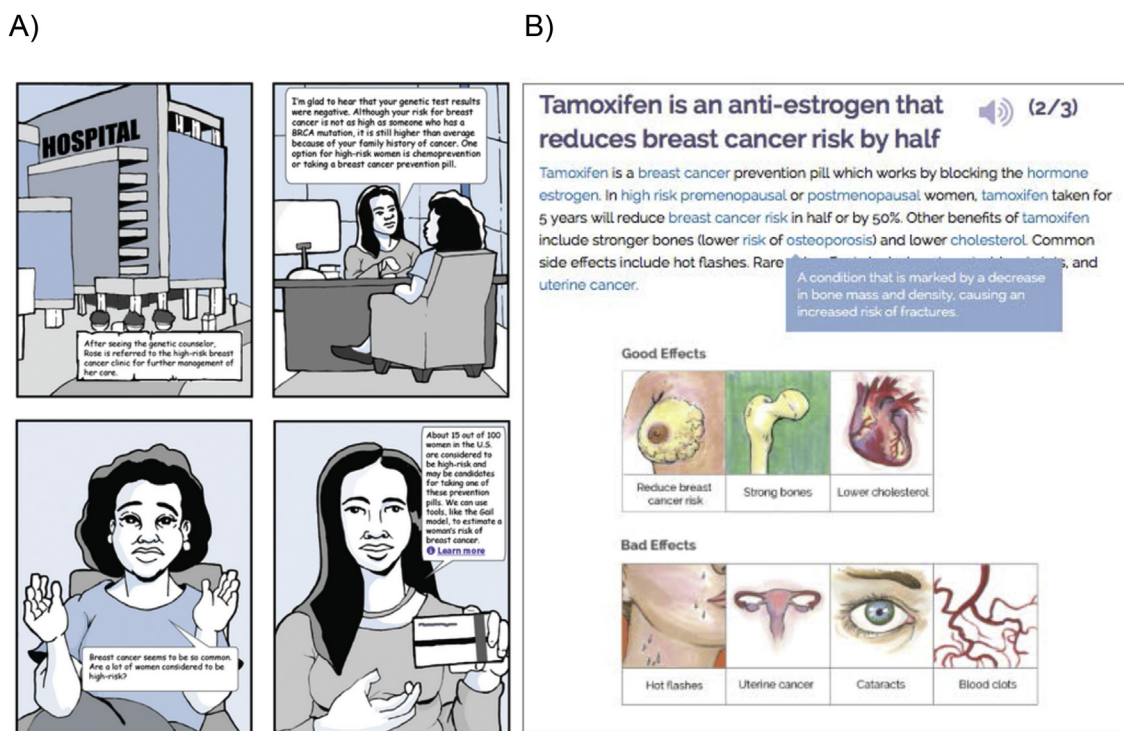 A)
HOSPITAL
After seeing the genetic counselor,
Rose is referred to the high-risk breast
cancer clinic for further management of
her care.
I'm glad to hear that your genetic test results
were negative. Although your risk for breast
cancer is not as high as someone who has a
BRCA mutation, it is still higher than average
because of your family history of cancer. One
option for high-risk women is chemoprevention
or taking a breast cancer prevention pill.
Breast cancer seems to be so common.
Are a lot of women considered to be
high-risk?
About 15 out of 100
women in the U.S.
are considered to
be high-risk and
may be candidates
for taking one of
these prevention
pills. We can use
tools, like the Gail
model, to estimate a
woman's risk of
breast cancer.
Learn more
B)
Tamoxifen is an anti-estrogen that
reduces breast cancer risk by half
(2/3)
Tamoxifen is a breast cancer prevention pill which works by blocking the hormone
estrogen. In high risk premenopausal or postmenopausal women, tamoxifen taken for
5 years will reduce breast cancer risk in half or by 50%. Other benefits of tamoxifen
include stronger bones (lower risk of osteoporosis) and lower cholesterol. Common
side effects include hot flashes. Rare and
uterine cancer.
A condition that is marked by a decrease
in bone mass and density, causing an
increased risk of fractures.
Good Effects
Reduce breast
cancer risk
Strong bones
Lower cholesterol
Bad Effects
Hot flashes
Uterine cancer
Cataracts
Blood clots